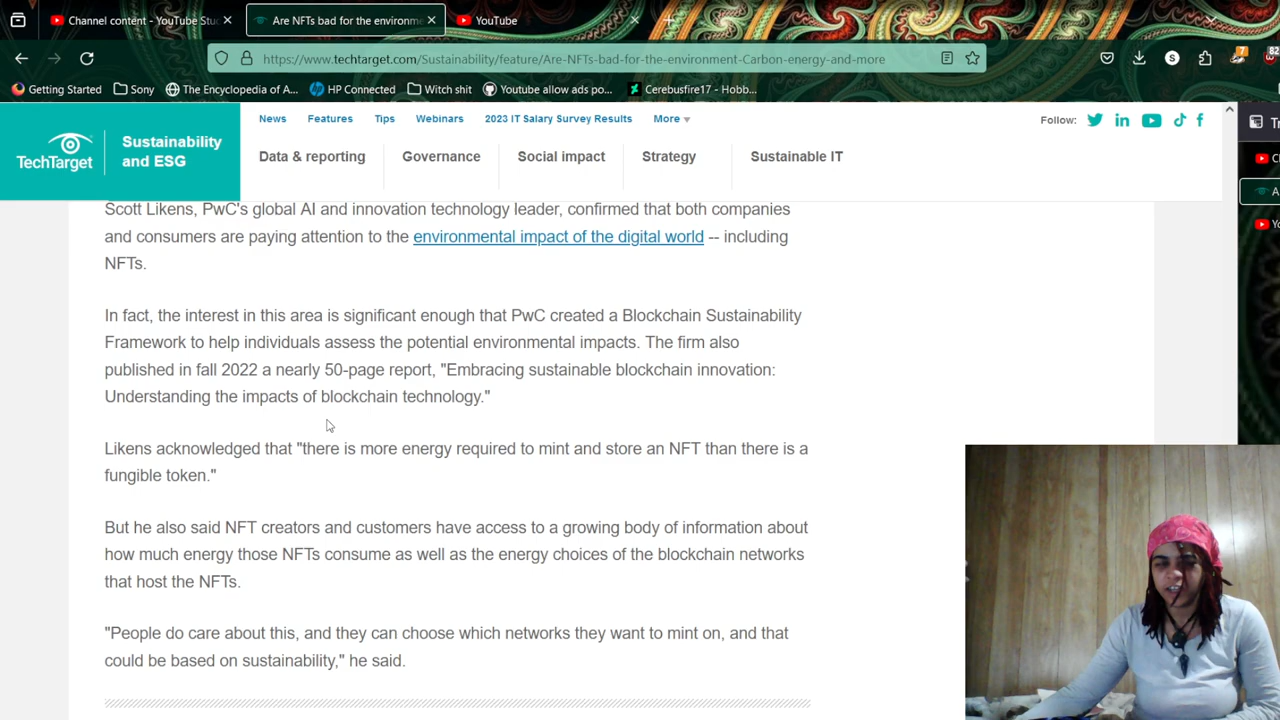 Channel content - YouTube Stu
Are NFTs bad for the environme
YouTube
https://www.techtarget.com/Sustainability/feature/Are-NFTs-bad-for-the-environment-Carbon-energy-and-more
S
7
82
Getting Started
Sony
The Encyclopedia of A...
HP Connected
Witch shit
Youtube allow ads po...
Cerebusfire17 - Hobb...
TechTarget
Sustainability
and ESG
News
Features
Tips
Webinars
2023 IT Salary Survey Results
More
Follow:
Data & reporting
Governance
Social impact
Strategy
Sustainable IT
Scott Likens, PwC's global AI and innovation technology leader, confirmed that both companies
and consumers are paying attention to the environmental impact of the digital world -- including
NFTs.
In fact, the interest in this area is significant enough that PwC created a Blockchain Sustainability
Framework to help individuals assess the potential environmental impacts. The firm also
published in fall 2022 a nearly 50-page report, "Embracing sustainable blockchain innovation:
Understanding the impacts of blockchain technology."
Likens acknowledged that "there is more energy required to mint and store an NFT than there is a
fungible token."
But he also said NFT creators and customers have access to a growing body of information about
how much energy those NFTs consume as well as the energy choices of the blockchain networks
that host the NFTs.
"People do care about this, and they can choose which networks they want to mint on, and that
could be based on sustainability," he said.
Tr
C
A
Yo